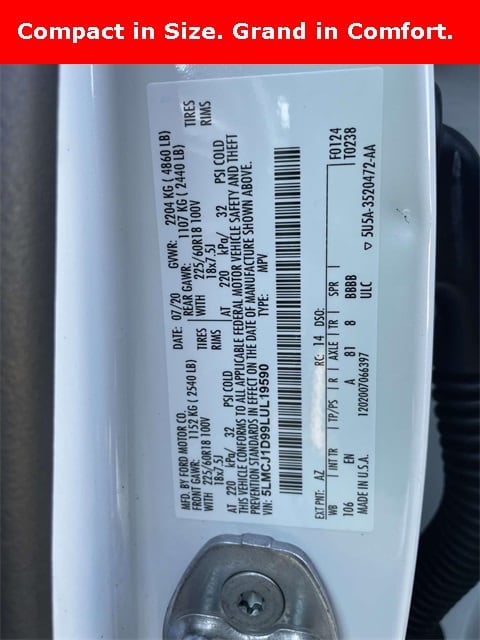 Compact in Size. Grand in Comfort.
MFD. BY FORD MOTOR CO.
07/20 GVWR: 2204 KG ( 4860 LB)
FRONT GAWR: 1152 KG ( 2540 LB) REAR GAWR: 1107 KG ( 2440 LB)
WITH 225/60R18 100V TIRES WITH 225/60R18 100V TIRES
18x7.5J RIMS 18x7.5J RIMS
AT 220 kPa/ 32 PSI COLD AT 220 kPa/ 32 PSI COLD
THIS VEHICLE CONFORMS TO ALL APPLICABLE FEDERAL MOTOR VEHICLE SAFETY AND THEFT
PREVENTION STANDARDS IN EFFECT ON THE DATE OF MANUFACTURE SHOWN ABOVE.
VIN: 5LMCJ1D99LUL19590 TYPE: MPV
EXT PNT: AZ RC: 14 DSO: F0124
T0238
WB INT TR TP/PS R AXLE TR SPR
106 EN A 81 8 BBBB
MADE IN U.S.A. 1202007066397 ULC
▽ 5U5A-3520472-AA